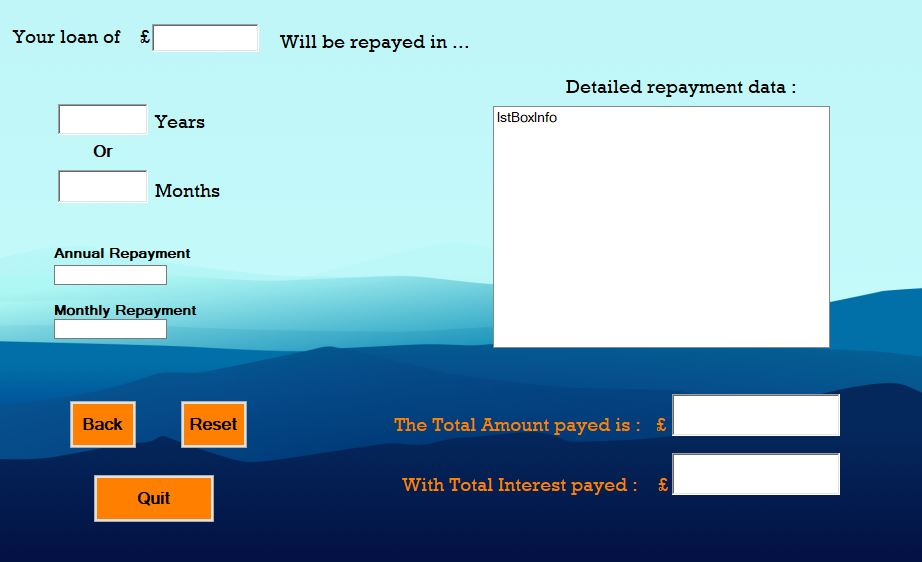 Your loan of £
Will be repayed in ...
Detailed repayment data :
lstBoxInfo
Years
Or
Months
Annual Repayment
Monthly Repayment
Back
Reset
Quit
The Total Amount payed is : £
With Total Interest payed : £